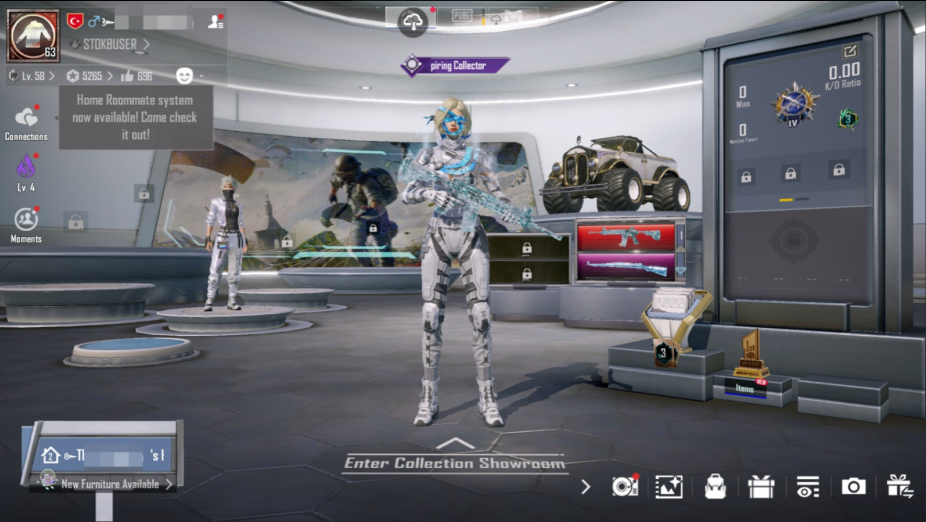 63
STOKBUSER
Lv. 58
5265
696
-
Home Roommate system
now available! Come check
it out!
Connections
Lv. 4
Moments
PUBG
piring Collector
0
Wins
0.00
K/D Ratio
0
IV
3
3
Items
2
's
New Furniture Available
Enter Collection Showroom